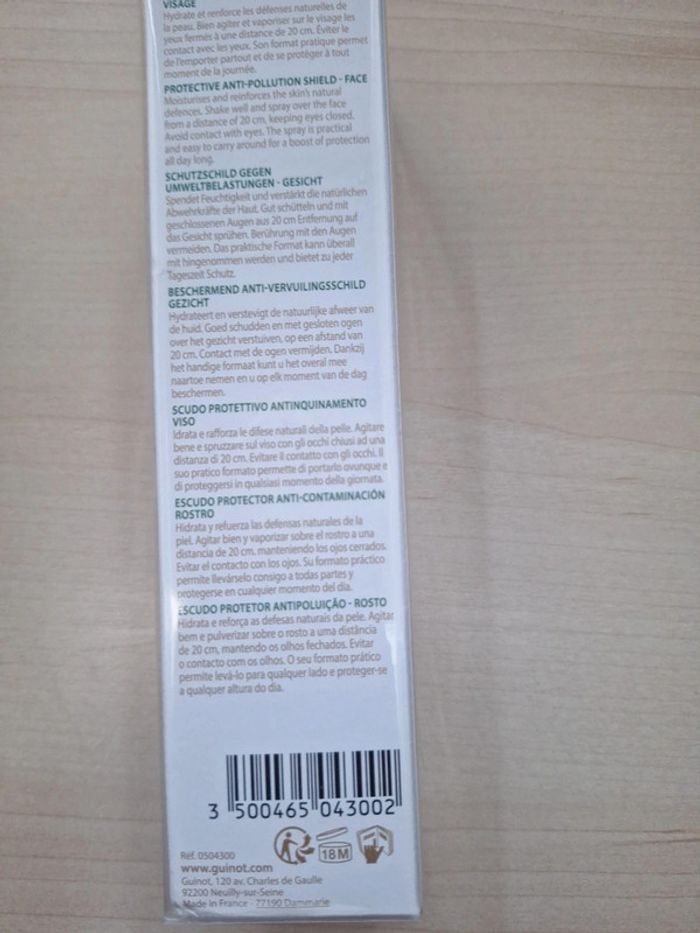 VISAGE
Hydrate et renforce les défenses naturelles de
la peau. Bien agiter et vaporiser sur le visage les
yeux fermés à une distance de 20 cm. Éviter le
contact avec les yeux. Son format pratique permet
de l'emporter partout et de se protéger à tout
moment de la journée.
PROTECTIVE ANTI-POLLUTION SHIELD - FACE
Moisturises and reinforces the skin's natural
defences. Shake well and spray over the face
from a distance of 20 cm, keeping eyes closed.
Avoid contact with eyes. The spray is practical
and easy to carry around for a boost of protection
all day long.
SCHUTZSCHILD GEGEN
UMWELTBELASTUNGEN - GESICHT
Spendet Feuchtigkeit und verstärkt die natürlichen
Abwehrkräfte der Haut. Gut schütteln und mit
geschlossenen Augen aus 20 cm Entfernung auf
das Gesicht sprühen. Berührung mit den Augen
vermeiden. Das praktische Format kann überall
mit hingenommen werden und bietet zu jeder
Tageszeit Schutz.
BESCHERMEND ANTI-VERVUILINGSSCHILD
GEZICHT
Hydrateert en verstevigt de natuurlijke afweer van
de huid. Goed schudden en met gesloten ogen
over het gezicht verstuiven, op een afstand van
20 cm. Contact met de ogen vermijden. Dankzij
het handige formaat kunt u het overal mee
naartoe nemen en u op elk moment van de dag
beschermen.
SCUDO PROTETTIVO ANTINQUINAMENTO
VISO
Idrata e rafforza le difese naturali della pelle. Agitare
bene e spruzzare sul viso con gli occhi chiusi ad una
distanza di 20 cm. Evitare il contatto con gli occhi. Il
suo pratico formato permette di portarlo ovunque e
di proteggersi in qualsiasi momento della giornata.
ESCUDO PROTECTOR ANTI-CONTAMINACIÓN
ROSTRO
Hidrata y refuerza las defensas naturales de la
piel. Agitar bien y vaporizar sobre el rostro a una
distancia de 20 cm, manteniendo los ojos cerrados.
Evitar el contacto con los ojos. Su formato práctico
permite llevárselo consigo a todas partes y
protegerse en cualquier momento del día.
ESCUDO PROTETOR ANTIPOLUIÇÃO - ROSTO
Hidrata e reforça as defesas naturais da pele. Agitar
bem e pulverizar sobre o rosto a uma distância
de 20 cm, mantendo os olhos fechados. Evitar
o contacto com os olhos. O seu formato prático
permite levá-lo para qualquer lado e proteger-se
a qualquer altura do dia.
3 500465 043002
18 M
Réf. 0504300
www.guinot.com
Guinot, 120 av. Charles de Gaulle
92200 Neuilly-sur-Seine
Made in France - 77190 Dammarie